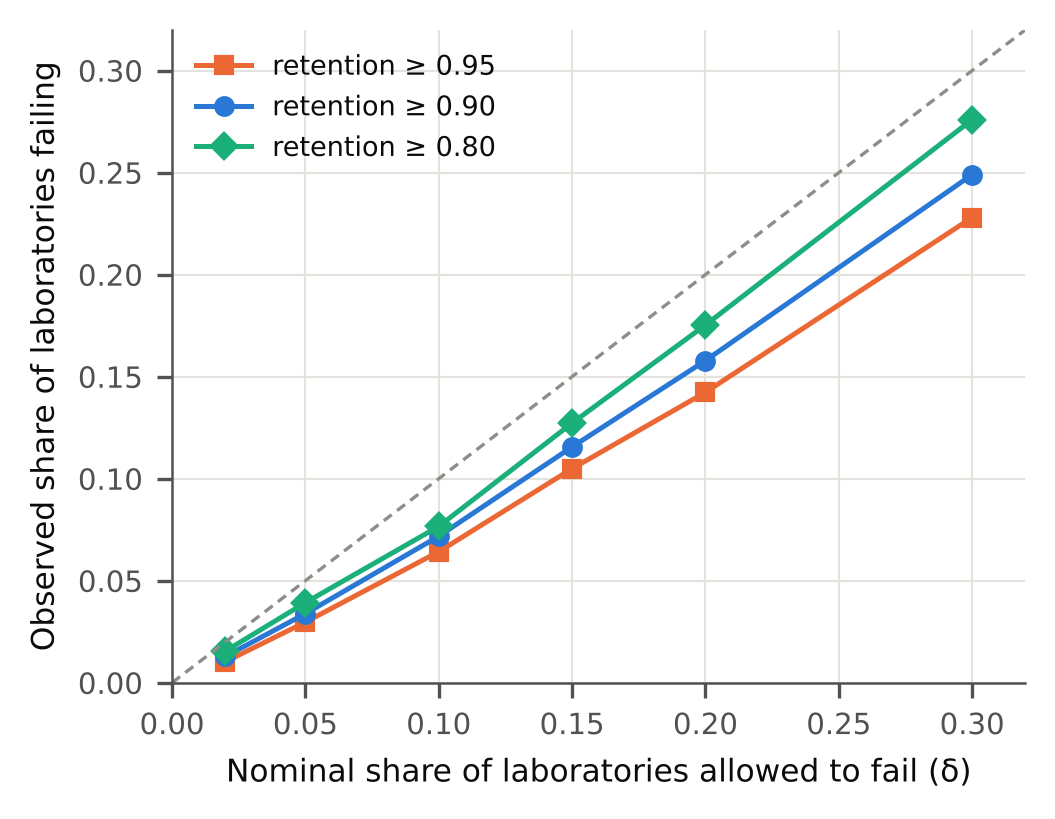 retention ≥ 0.95
retention ≥ 0.90
retention ≥ 0.80
Observed share of laboratories failing
0.30
0.25
0.20
0.15
0.10
0.05
0.00
0.00 0.05 0.10 0.15 0.20 0.25 0.30
Nominal share of laboratories allowed to fail (δ)